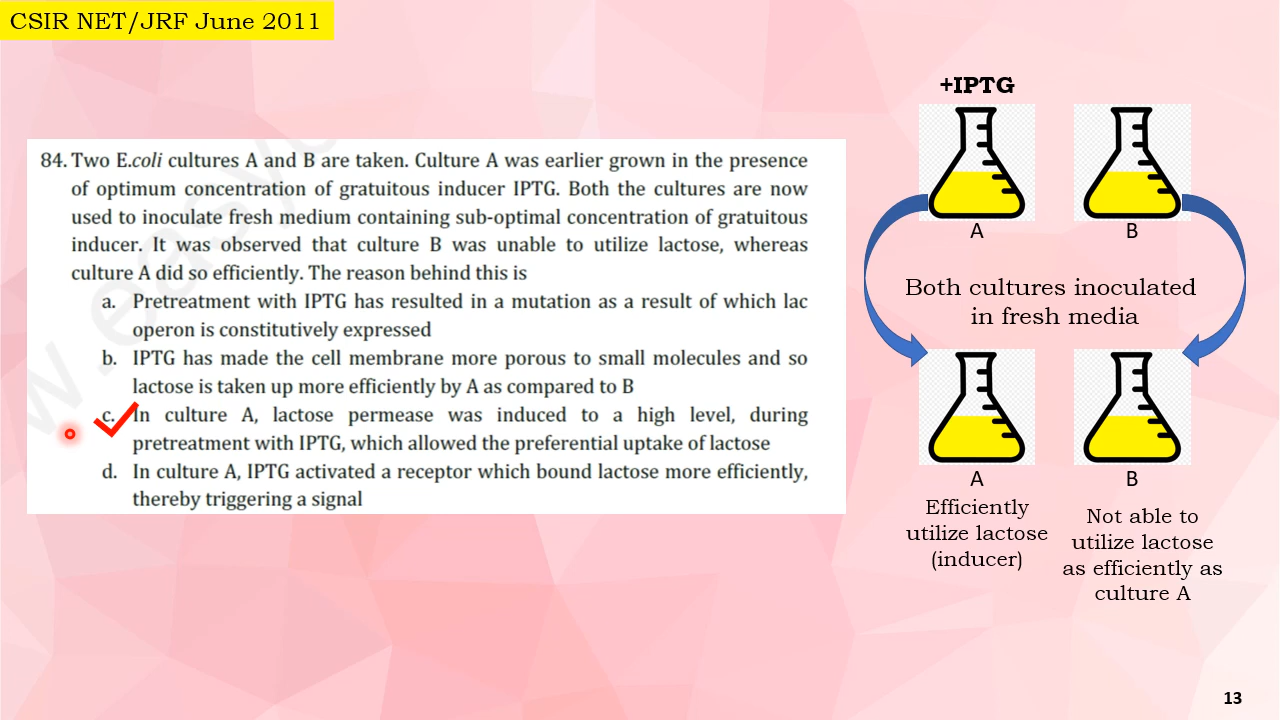 CSIR NET/JRF June 2011
84. Two E.coli cultures A and B are taken. Culture A was earlier grown in the presence
of optimum concentration of gratuitous inducer IPTG. Both the cultures are now
used to inoculate fresh medium containing sub-optimal concentration of gratuitous
inducer. It was observed that culture B was unable to utilize lactose, whereas
culture A did so efficiently. The reason behind this is
a. Pretreatment with IPTG has resulted in a mutation as a result of which lac
operon is constitutively expressed
b. IPTG has made the cell membrane more porous to small molecules and so
lactose is taken up more efficiently by A as compared to B
c. In culture A, lactose permease was induced to a high level, during
pretreatment with IPTG, which allowed the preferential uptake of lactose
d. In culture A, IPTG activated a receptor which bound lactose more efficiently,
thereby triggering a signal
+IPTG
A
B
Both cultures inoculated
in fresh media
A
B
Efficiently
utilize lactose
(inducer)
Not able to
utilize lactose
as efficiently as
culture A
13